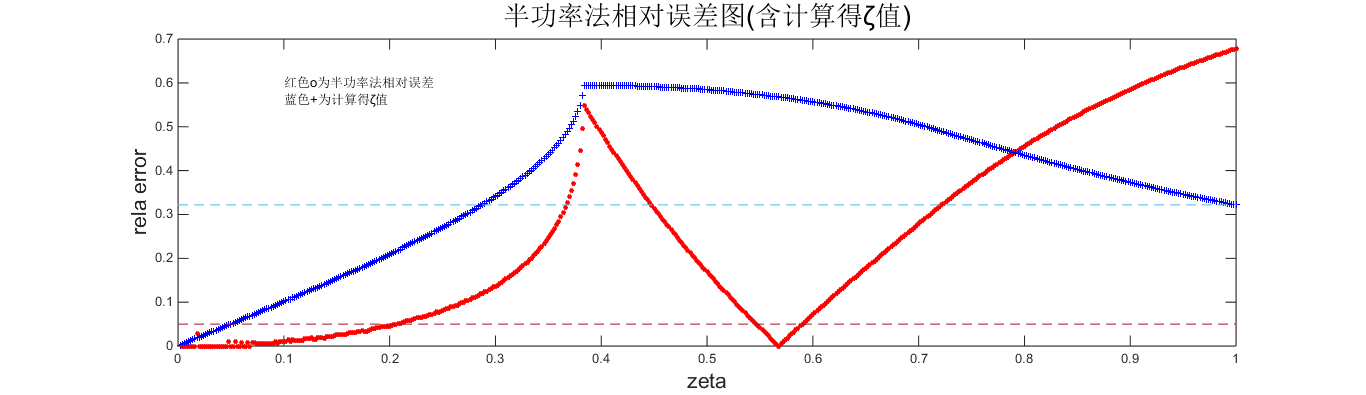 半功率法相对误差图(含计算得ζ值)
0.7
0.6
0.5
0.4
0.3
0.2
0.1
0
rela error
红色o为半功率法相对误差
蓝色+为计算得ζ值
0 0.1 0.2 0.3 0.4 0.5 0.6 0.7 0.8 0.9 1
zeta